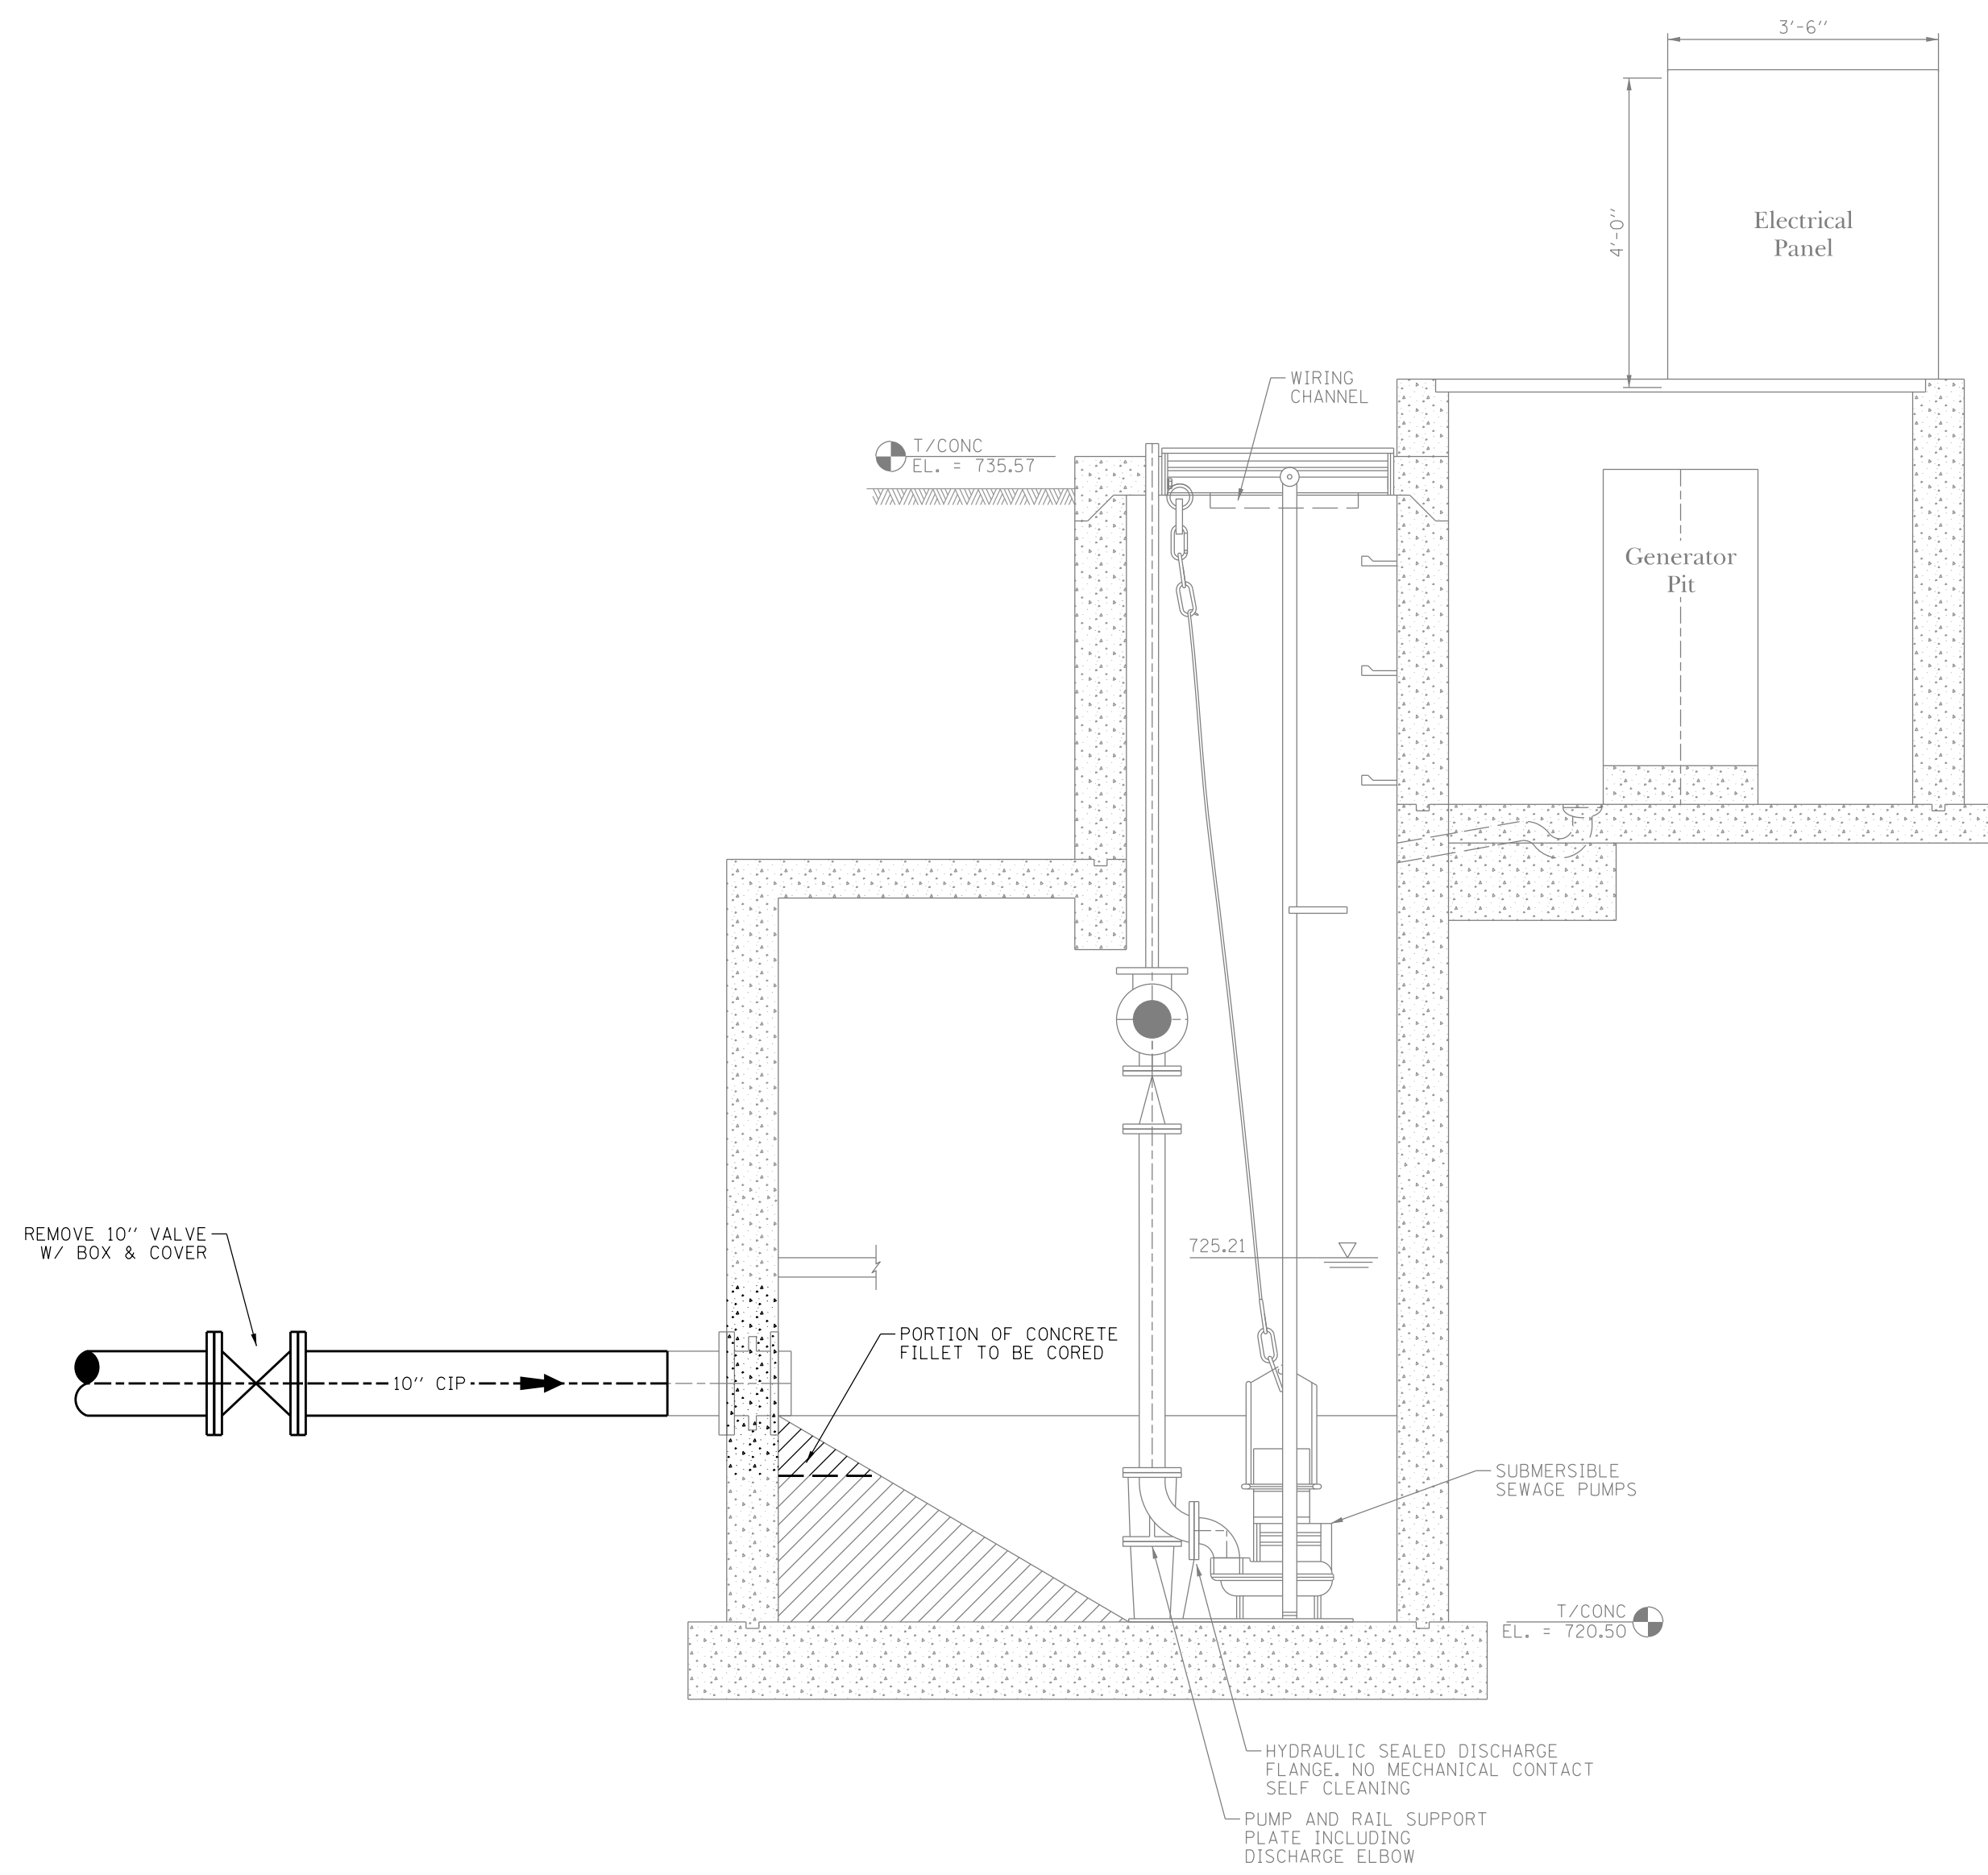 3'-6"
4'-0"
Electrical
Panel
WIRING
CHANNEL
T/CONC
EL. = 735.57
Generator
Pit
REMOVE 10" VALVE
W/ BOX & COVER
725.21
PORTION OF CONCRETE
FILLET TO BE CORED
10" CIP
SUBMERSIBLE
SEWAGE PUMPS
T/CONC
EL. = 720.50
HYDRAULIC SEALED DISCHARGE
FLANGE. NO MECHANICAL CONTACT
SELF CLEANING
PUMP AND RAIL SUPPORT
PLATE INCLUDING
DISCHARGE ELBOW